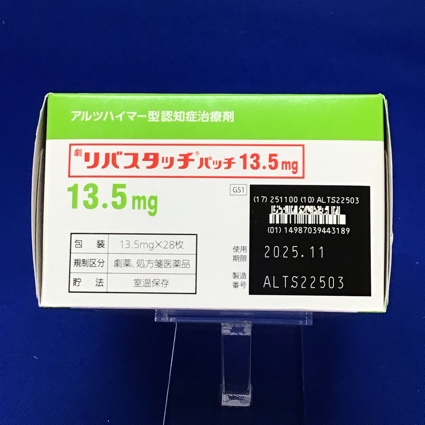 アルツハイマー型認知症治療剤
劇 リバスタッチ®パッチ 13.5mg
13.5mg
GS1
(17) 251100 (10) ALTS22503
(01) 14987039443189
包装 13.5mg×28枚
規制区分 劇薬、処方箋医薬品
貯法 室温保存
使用期限 2025.11
製造番号 ALTS22503